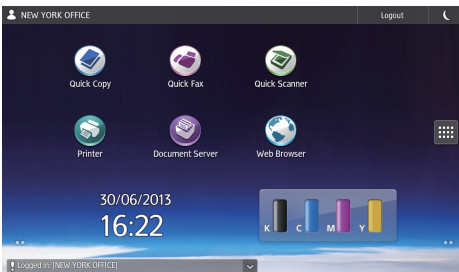 NEW YORK OFFICE Logout
Quick Copy Quick Fax Quick Scanner
Printer Document Server Web Browser
30/06/2013
16:22
K C M Y
Logged in: [NEW YORK OFFICE]